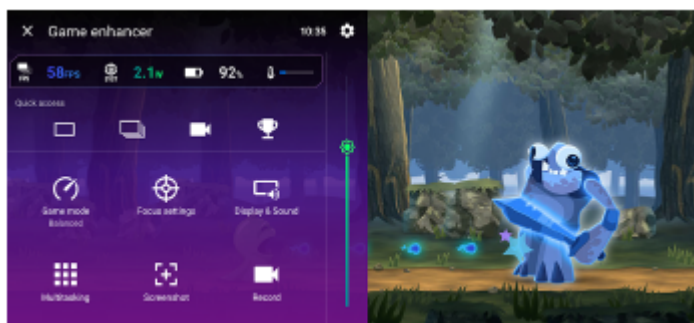 Game enhancer 10:35
58FPS 2.1W 92%
Quick access
Game mode Focus settings Display & Sound
Balanced
Multitasking Screenshot Record